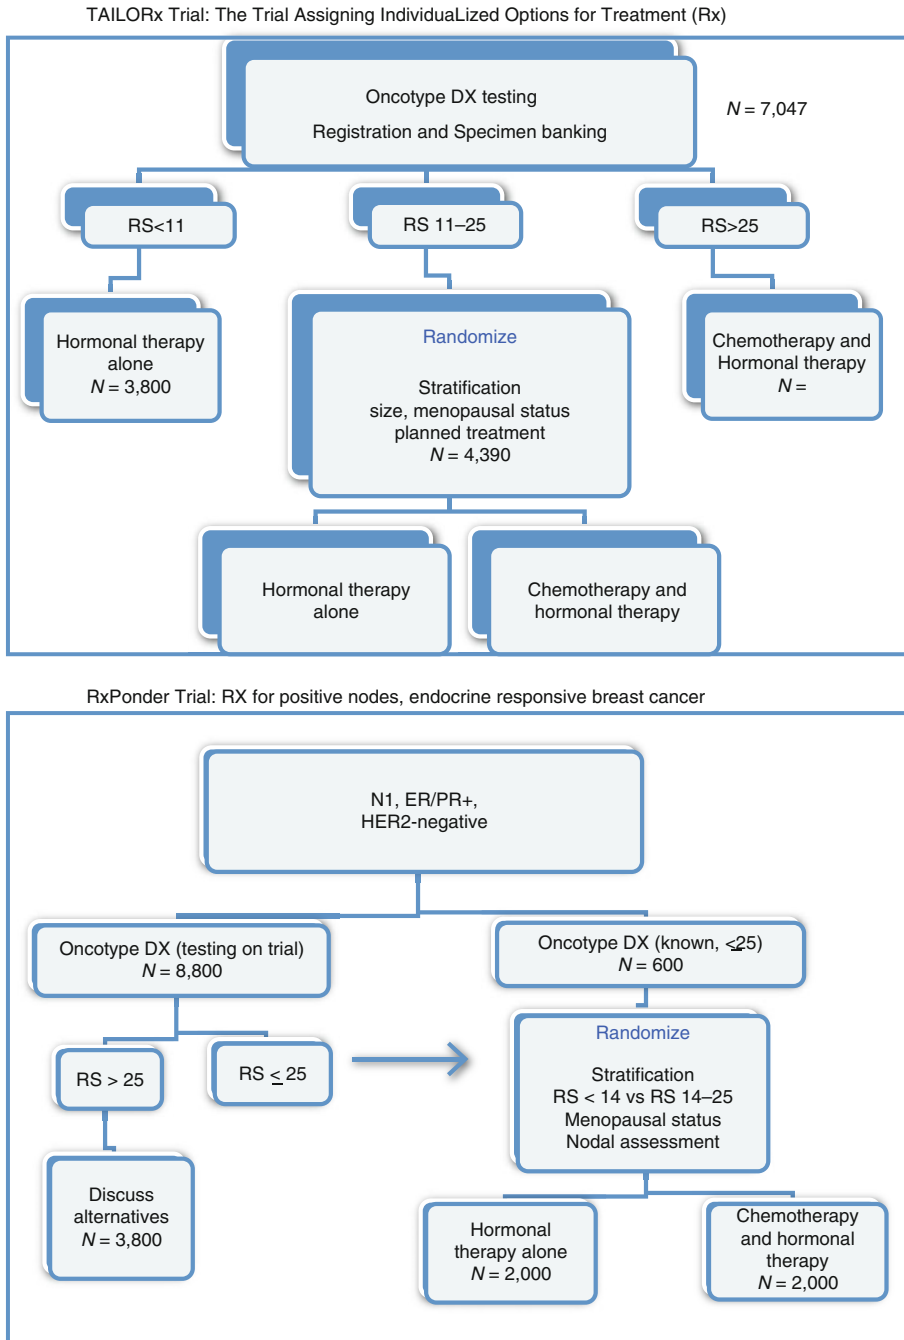 TAILORx Trial: The Trial Assigning IndividuaLized Options for Treatment (Rx)
Oncotype DX testing
Registration and Specimen banking
N = 7,047
RS<11
RS 11–25
RS>25
Hormonal therapy
alone
N = 3,800
Randomize
Stratification
size, menopausal status
planned treatment
N = 4,390
Chemotherapy and
Hormonal therapy
N =
Hormonal therapy
alone
Chemotherapy and
hormonal therapy
RxPonder Trial: RX for positive nodes, endocrine responsive breast cancer
N1, ER/PR+,
HER2-negative
Oncotype DX (testing on trial)
N = 8,800
Oncotype DX (known, ≤25)
N = 600
RS > 25
RS ≤ 25
Randomize
Stratification
RS < 14 vs RS 14–25
Menopausal status
Nodal assessment
Discuss
alternatives
N = 3,800
Hormonal
therapy alone
N = 2,000
Chemotherapy
and hormonal
therapy
N = 2,000